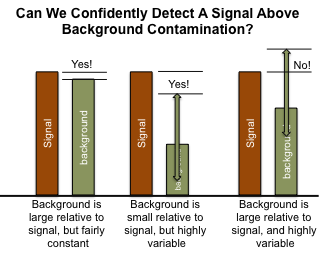 Can We Confidently Detect A Signal Above
Background Contamination?
Yes!
Yes!
No!
Signal
background
Signal
Signal
Background is
large relative to
signal, but fairly
constant
Background is
small relative to
signal, but highly
variable
Background is
large relative to
signal, and highly
variable